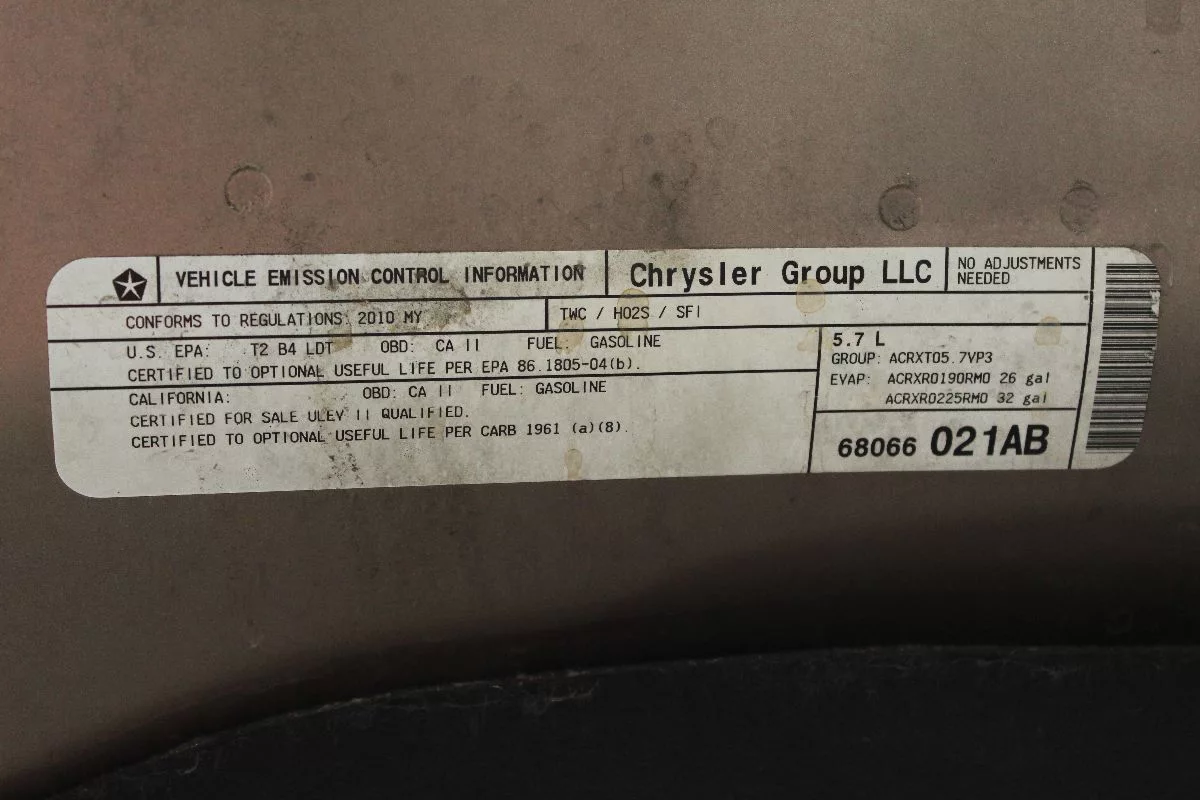 VEHICLE EMISSION CONTROL INFORMATION
Chrysler Group LLC
NO ADJUSTMENTS
NEEDED
CONFORMS TO REGULATIONS: 2010 MY
TWC / HO2S / SFI
U.S. EPA: T2 B4 LDT OBD: CA II FUEL: GASOLINE
CERTIFIED TO OPTIONAL USEFUL LIFE PER EPA 86.1805-04(b).
CALIFORNIA: OBD: CA II FUEL: GASOLINE
CERTIFIED FOR SALE ULEV II QUALIFIED.
CERTIFIED TO OPTIONAL USEFUL LIFE PER CARB 1961 (a)(8).
5.7 L
GROUP: ACRXT05.7VP3
EVAP: ACRXR0190RM0 26 gal
ACRXR0225RM0 32 gal
68066 021AB